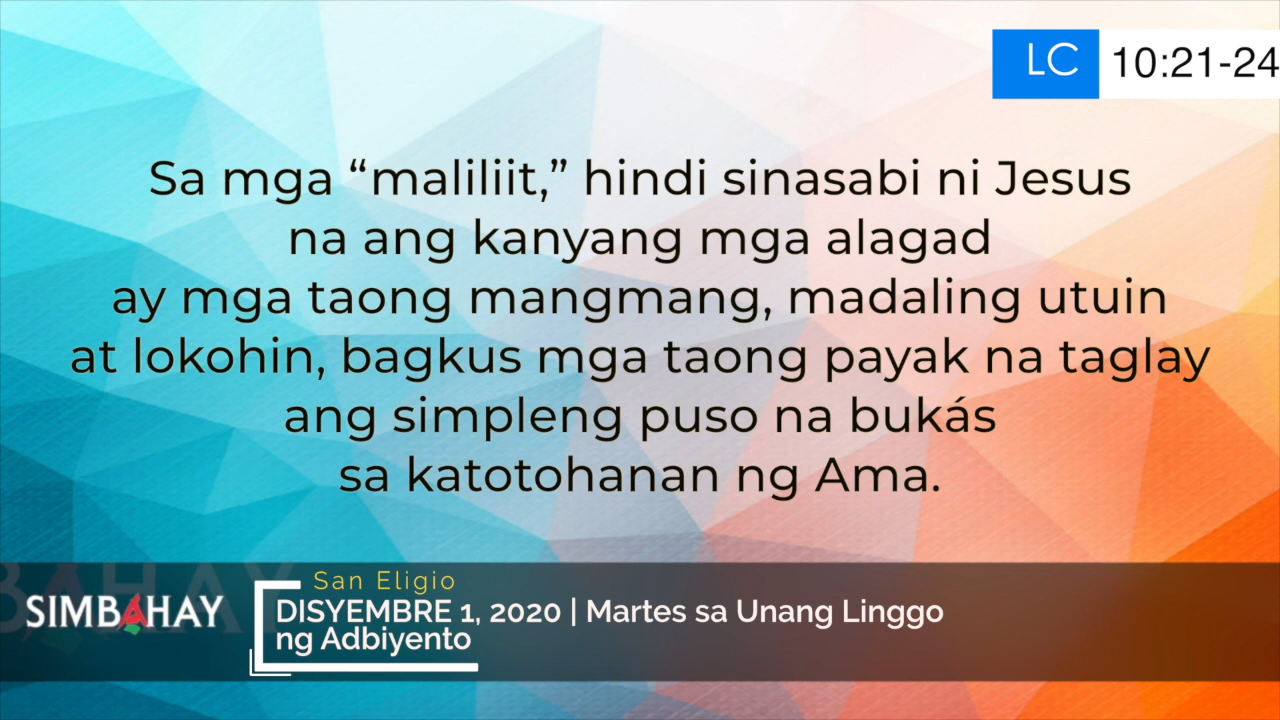 LC 10:21-24
Sa mga “maliliit,” hindi sinasabi ni Jesus
na ang kanyang mga alagad
ay mga taong mangmang, madaling utuin
at lokohin, bagkus mga taong payak na taglay
ang simpleng puso na bukás
sa katotohanan ng Ama.
SIMBAHAY
San Eligio
DISYEMBRE 1, 2020 | Martes sa Unang Linggo
ng Adbiyento